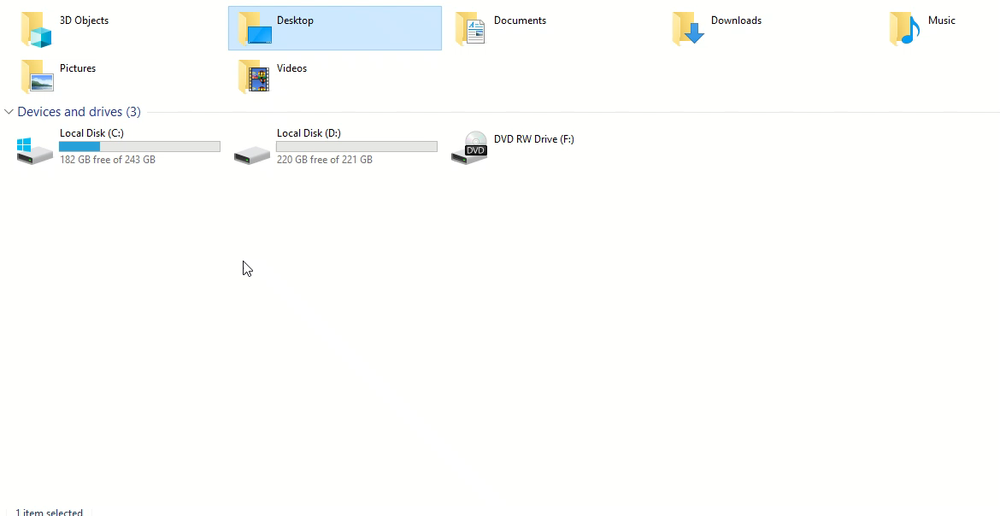 3D Objects
Desktop
Documents
Downloads
Music
Pictures
Videos
Devices and drives (3)
Local Disk (C:)
182 GB free of 243 GB
Local Disk (D:)
220 GB free of 221 GB
DVD
DVD RW Drive (F:)
1 item selected